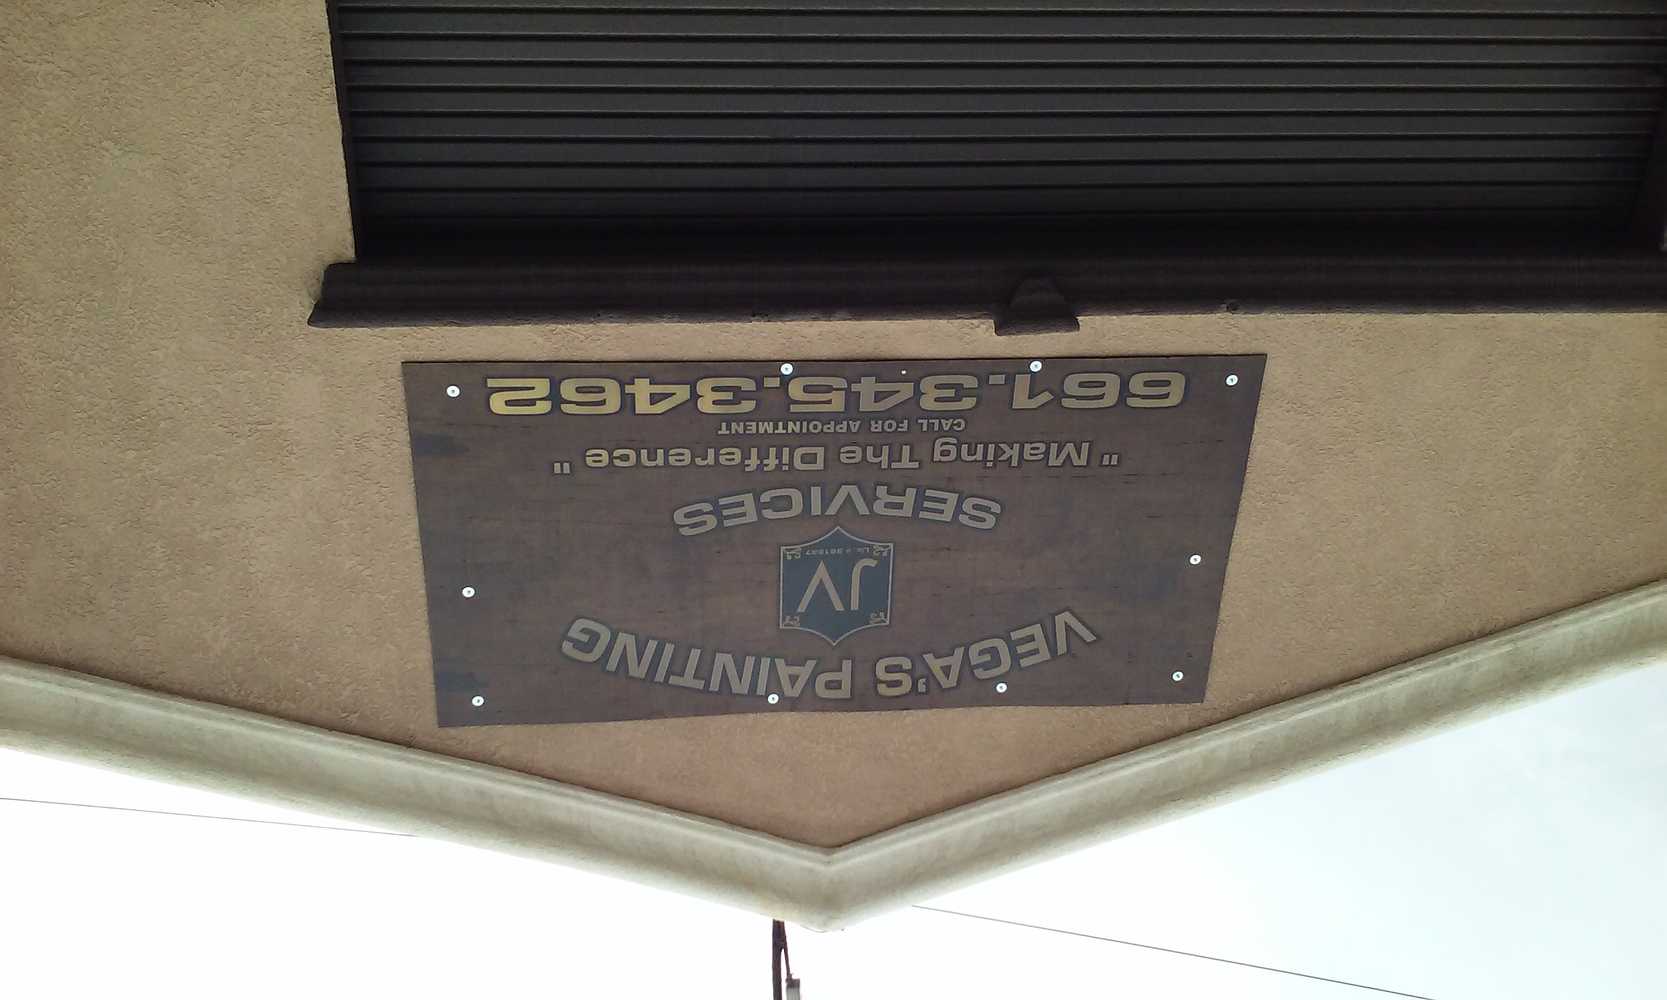 VEGA'S PAINTING
JV
SERVICES
" Making The Difference "
CALL FOR APPOINTMENT
661.345.3462